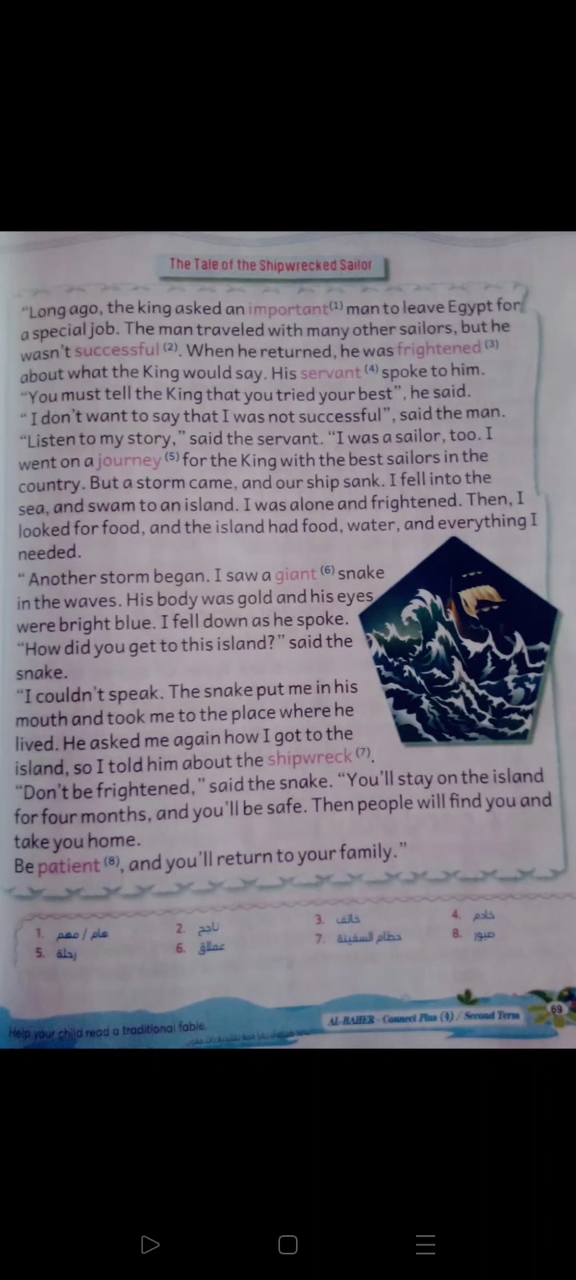 The Tale of the Shipwrecked Sailor
“Long ago, the king asked an important(1) man to leave Egypt for
a special job. The man traveled with many other sailors, but he
wasn't successful (2). When he returned, he was frightened (3)
about what the King would say. His servant (4) spoke to him.
“You must tell the King that you tried your best”, he said.
“ I don't want to say that I was not successful”, said the man.
“Listen to my story,” said the servant. “I was a sailor, too. I
went on a journey (5) for the King with the best sailors in the
country. But a storm came, and our ship sank. I fell into the
sea, and swam to an island. I was alone and frightened. Then, I
looked for food, and the island had food, water, and everything I
needed.
“ Another storm began. I saw a giant (6) snake
in the waves. His body was gold and his eyes
were bright blue. I fell down as he spoke.
“How did you get to this island?” said the
snake.
“I couldn't speak. The snake put me in his
mouth and took me to the place where he
lived. He asked me again how I got to the
island, so I told him about the shipwreck (7).
“Don't be frightened,” said the snake. “You'll stay on the island
for four months, and you'll be safe. Then people will find you and
take you home.
Be patient (8), and you'll return to your family.”
1. هام / مهم 2. ناجح 3. خائف 4. خادم
5. رحلة 6. عملاق 7. حطام السفينة 8. صبور
Help your child read a traditional fable.
AL-BAHER - Connect Plus (4) / Second Term
69